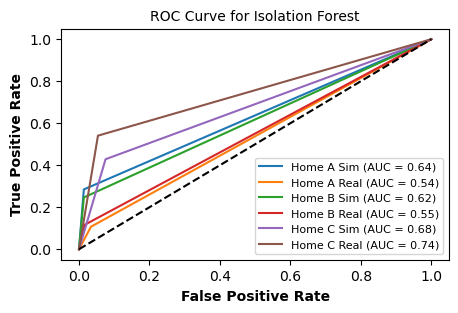 ROC Curve for Isolation Forest
True Positive Rate
1.0
0.8
0.6
0.4
0.2
0.0
Home A Sim (AUC = 0.64)
Home A Real (AUC = 0.54)
Home B Sim (AUC = 0.62)
Home B Real (AUC = 0.55)
Home C Sim (AUC = 0.68)
Home C Real (AUC = 0.74)
0.0 0.2 0.4 0.6 0.8 1.0
False Positive Rate